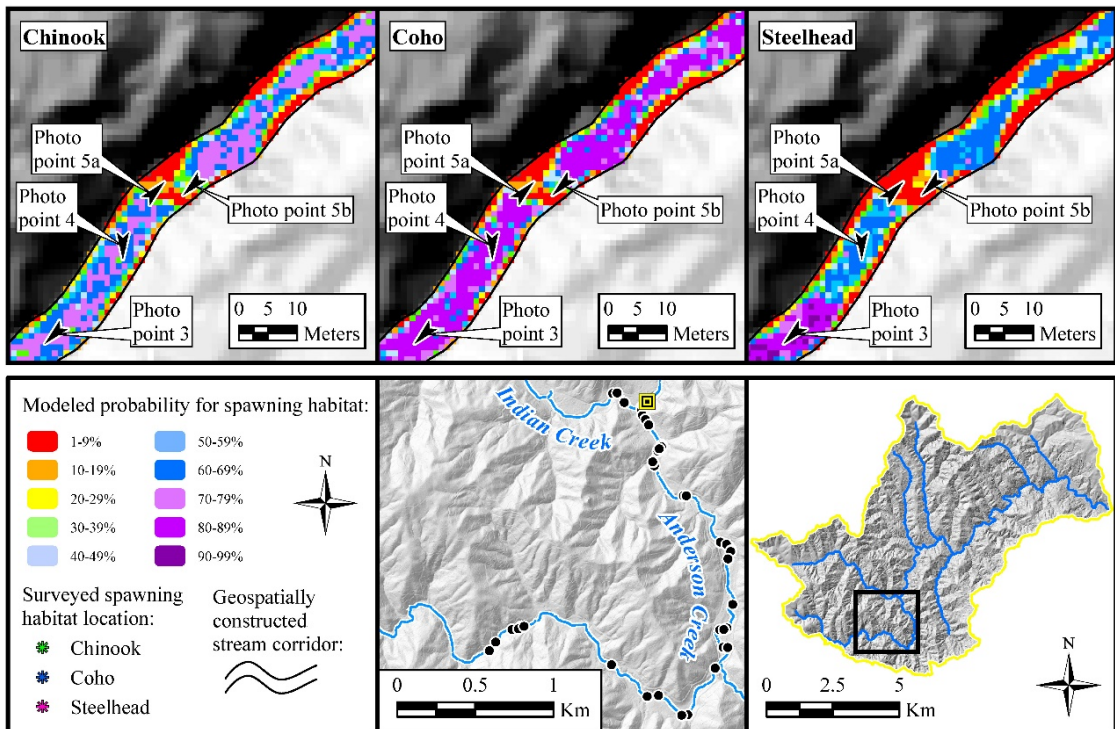 Chinook
Photo
point 5a
Photo
point 4
Photo point 5b
Photo
point 3
0 5 10
Meters
Coho
Photo
point 5a
Photo
point 4
Photo point 5b
Photo
point 3
0 5 10
Meters
Steelhead
Photo
point 5a
Photo
point 4
Photo point 5b
Photo
point 3
0 5 10
Meters
Modeled probability for spawning habitat:
1-9%
10-19%
20-29%
30-39%
40-49%
50-59%
60-69%
70-79%
80-89%
90-99%
N
Surveyed spawning
habitat location:
Chinook
Coho
Steelhead
Geospatially
constructed
stream corridor:
Indian Creek
Anderson Creek
0 0.5 1
Km
0 2.5 5
Km
N